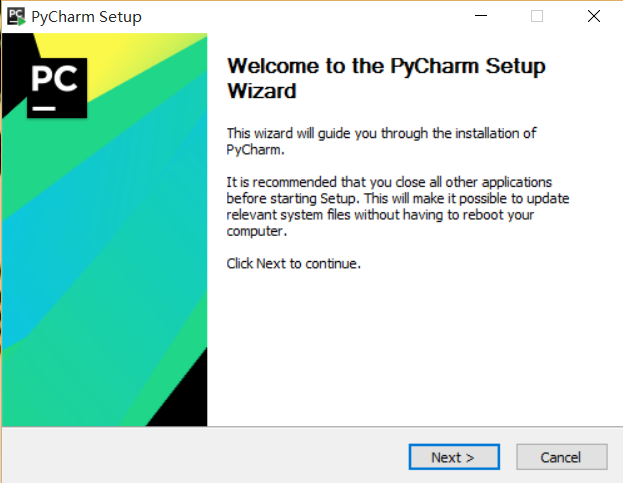 PyCharm Setup
PC
Welcome to the PyCharm Setup
Wizard
This wizard will guide you through the installation of
PyCharm.
It is recommended that you close all other applications
before starting Setup. This will make it possible to update
relevant system files without having to reboot your
computer.
Click Next to continue.
Next >
Cancel